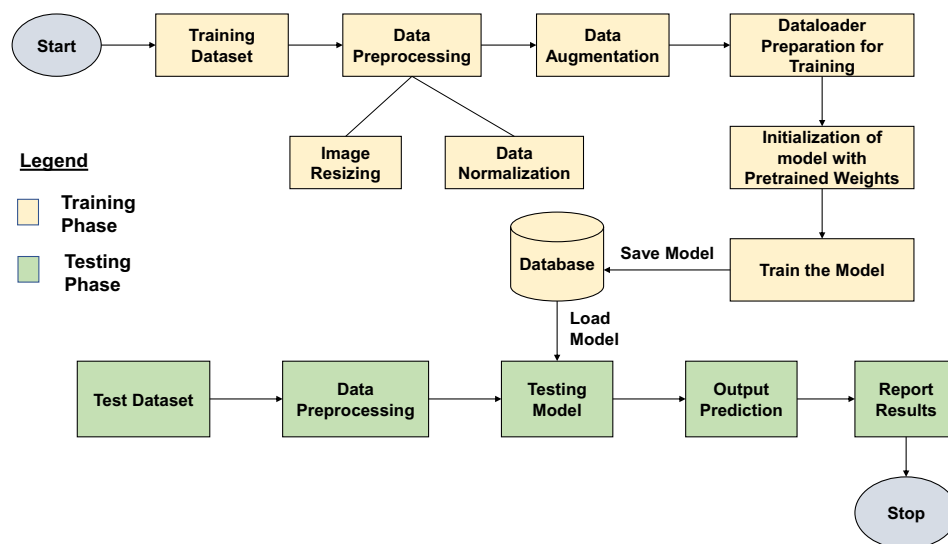 Start
Training
Dataset
Data
Preprocessing
Data
Augmentation
Dataloader
Preparation for
Training
Image
Resizing
Data
Normalization
Initialization of
model with
Pretrained Weights
Legend
Training
Phase
Testing
Phase
Database
Save Model
Train the Model
Load
Model
Test Dataset
Data
Preprocessing
Testing
Model
Output
Prediction
Report
Results
Stop